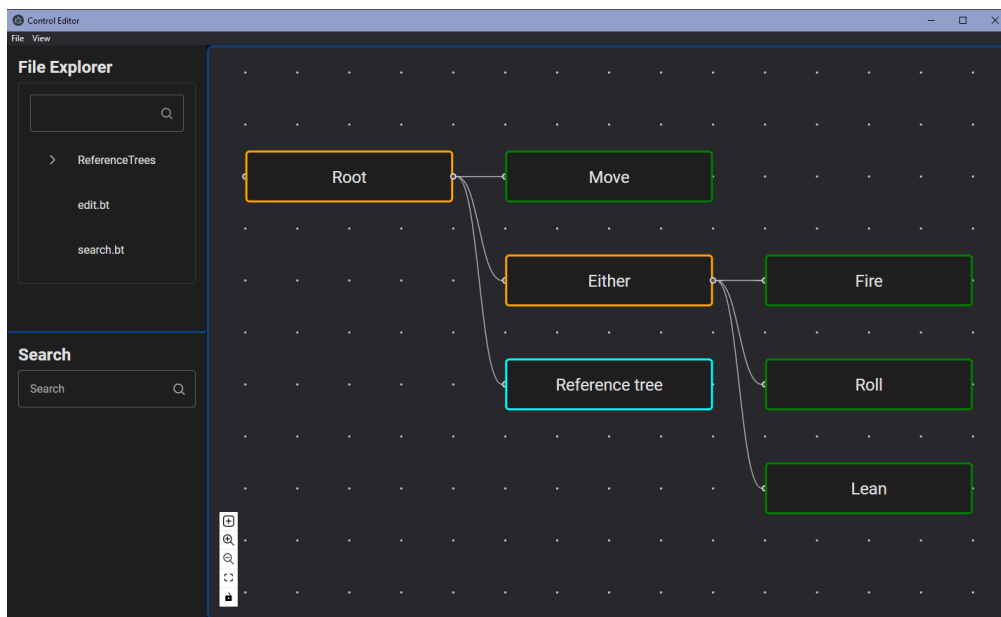 Control Editor
File View
File Explorer
ReferenceTrees
edit.bt
search.bt
Search
Search
Root
Move
Either
Fire
Reference tree
Roll
Lean